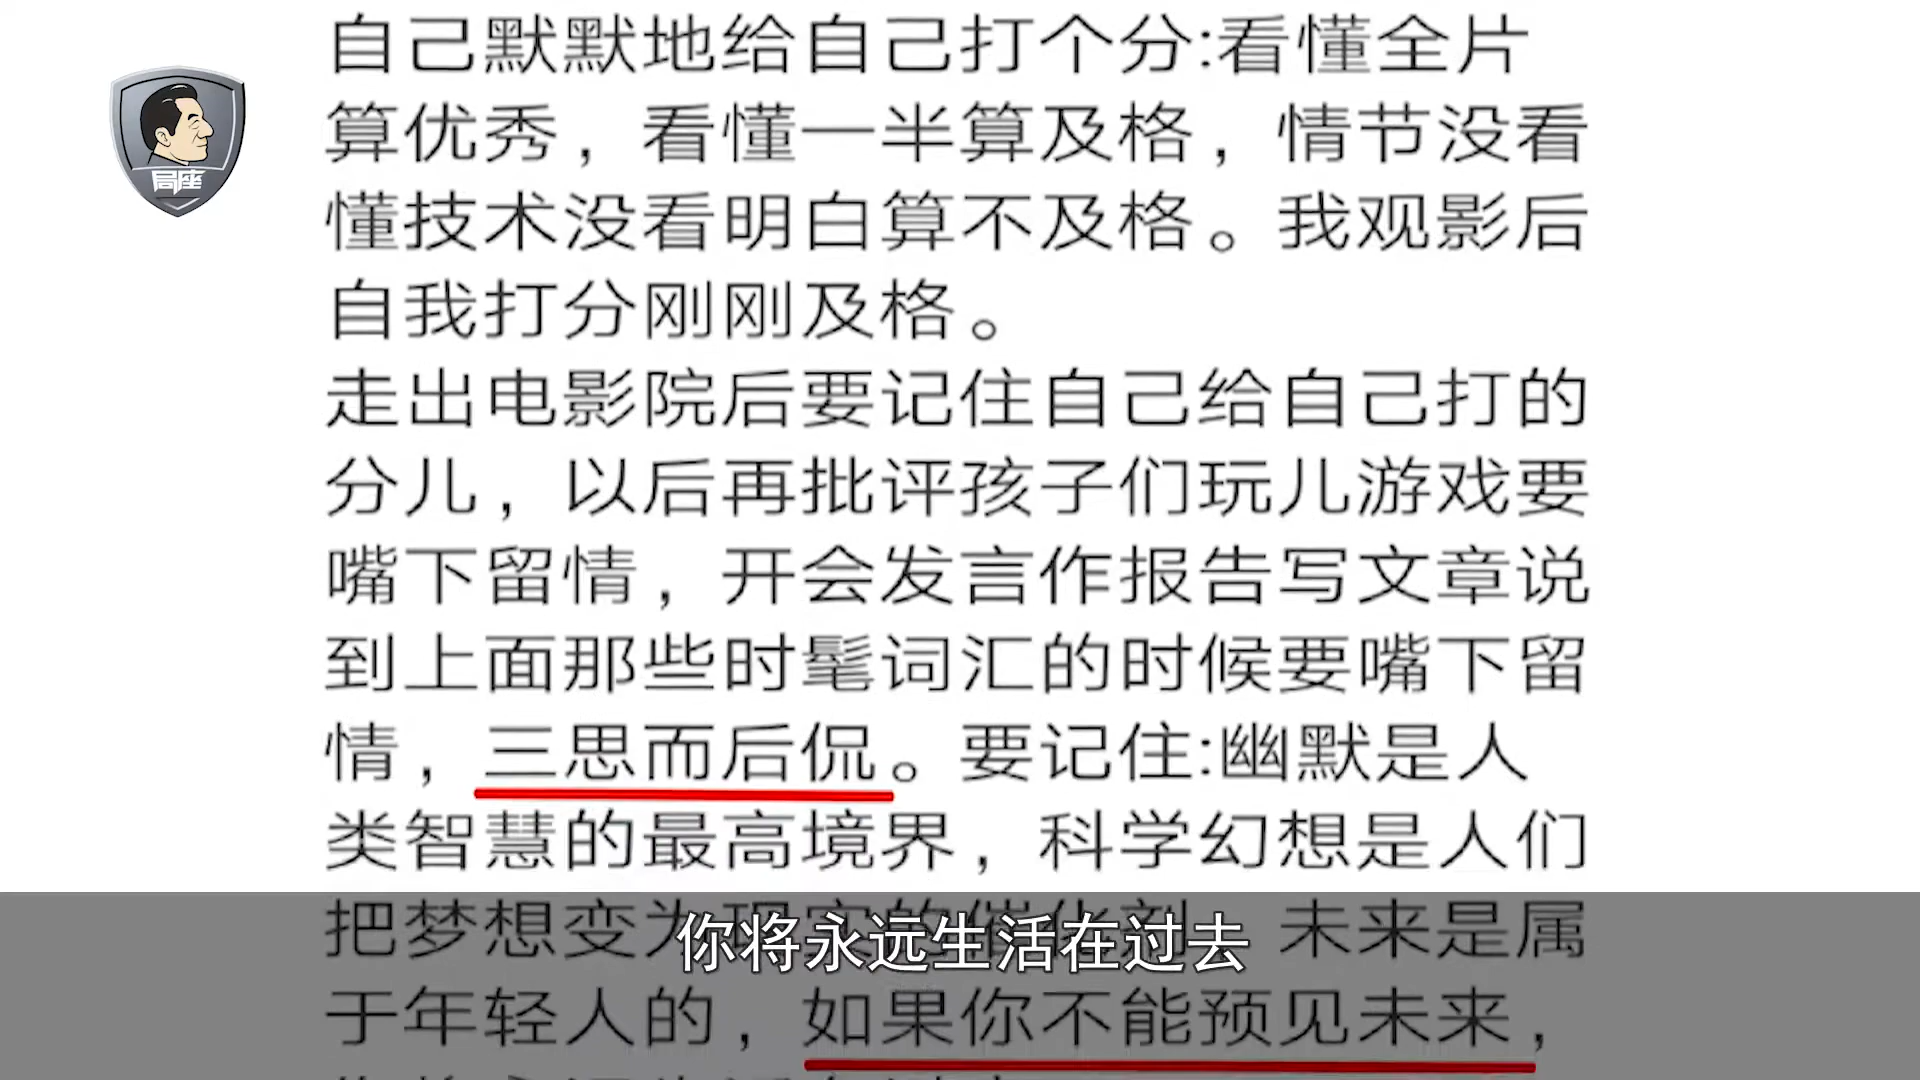 局座
自己默默地给自己打个分:看懂全片
算优秀，看懂一半算及格，情节没看
懂技术没看明白算不及格。我观影后
自我打分刚刚及格。
走出电影院后要记住自己给自己打的
分儿，以后再批评孩子们玩儿游戏要
嘴下留情，开会发言作报告写文章说
到上面那些时髦词汇的时候要嘴下留
情，三思而后侃。要记住:幽默是人
类智慧的最高境界，科学幻想是人们
把梦想变为现实的催化剂，未来是属
你将永远生活在过去
于年轻人的，如果你不能预见未来，